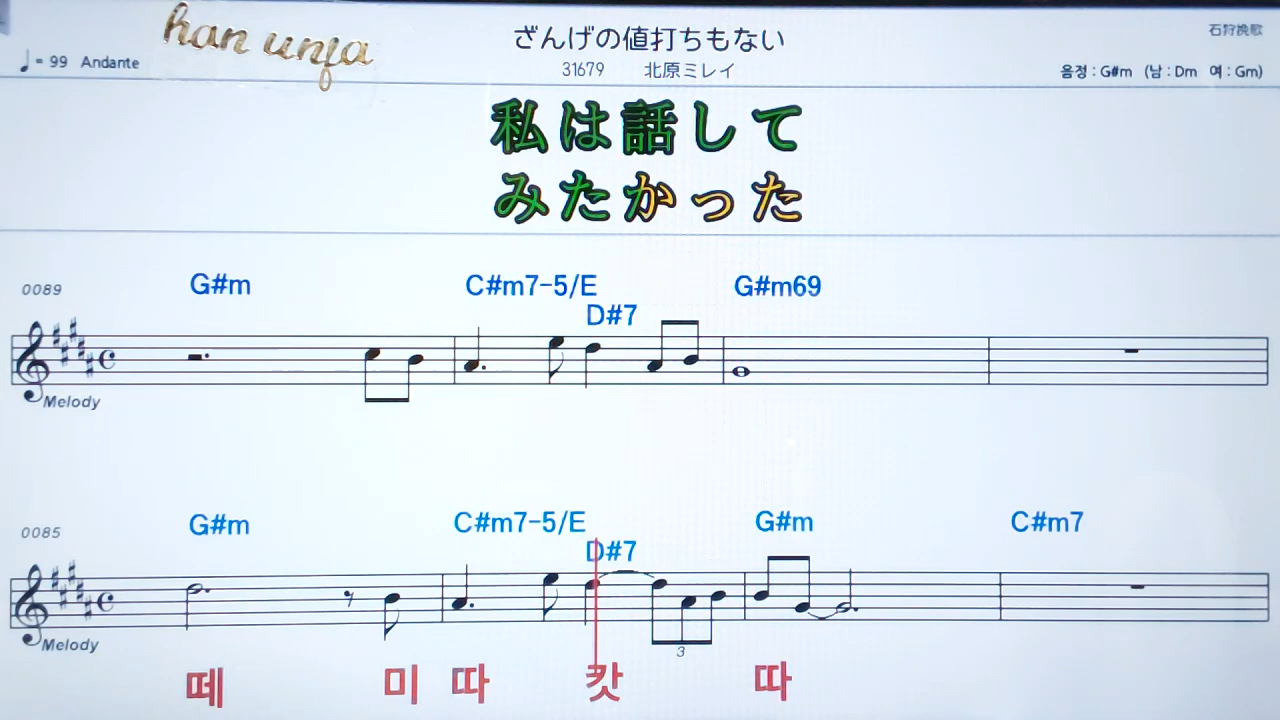 han unfa
ざんげの値打ちもない
石狩挽歌
♩= 99 Andante
31679 北原ミレイ
음정 : G#m (남 : Dm 여 : Gm)
私は話して
みたかった
0089
G#m C#m7-5/E G#m69
D#7
Melody
0085
G#m C#m7-5/E G#m C#m7
D#7
3
Melody
떼 미 따 캇 따